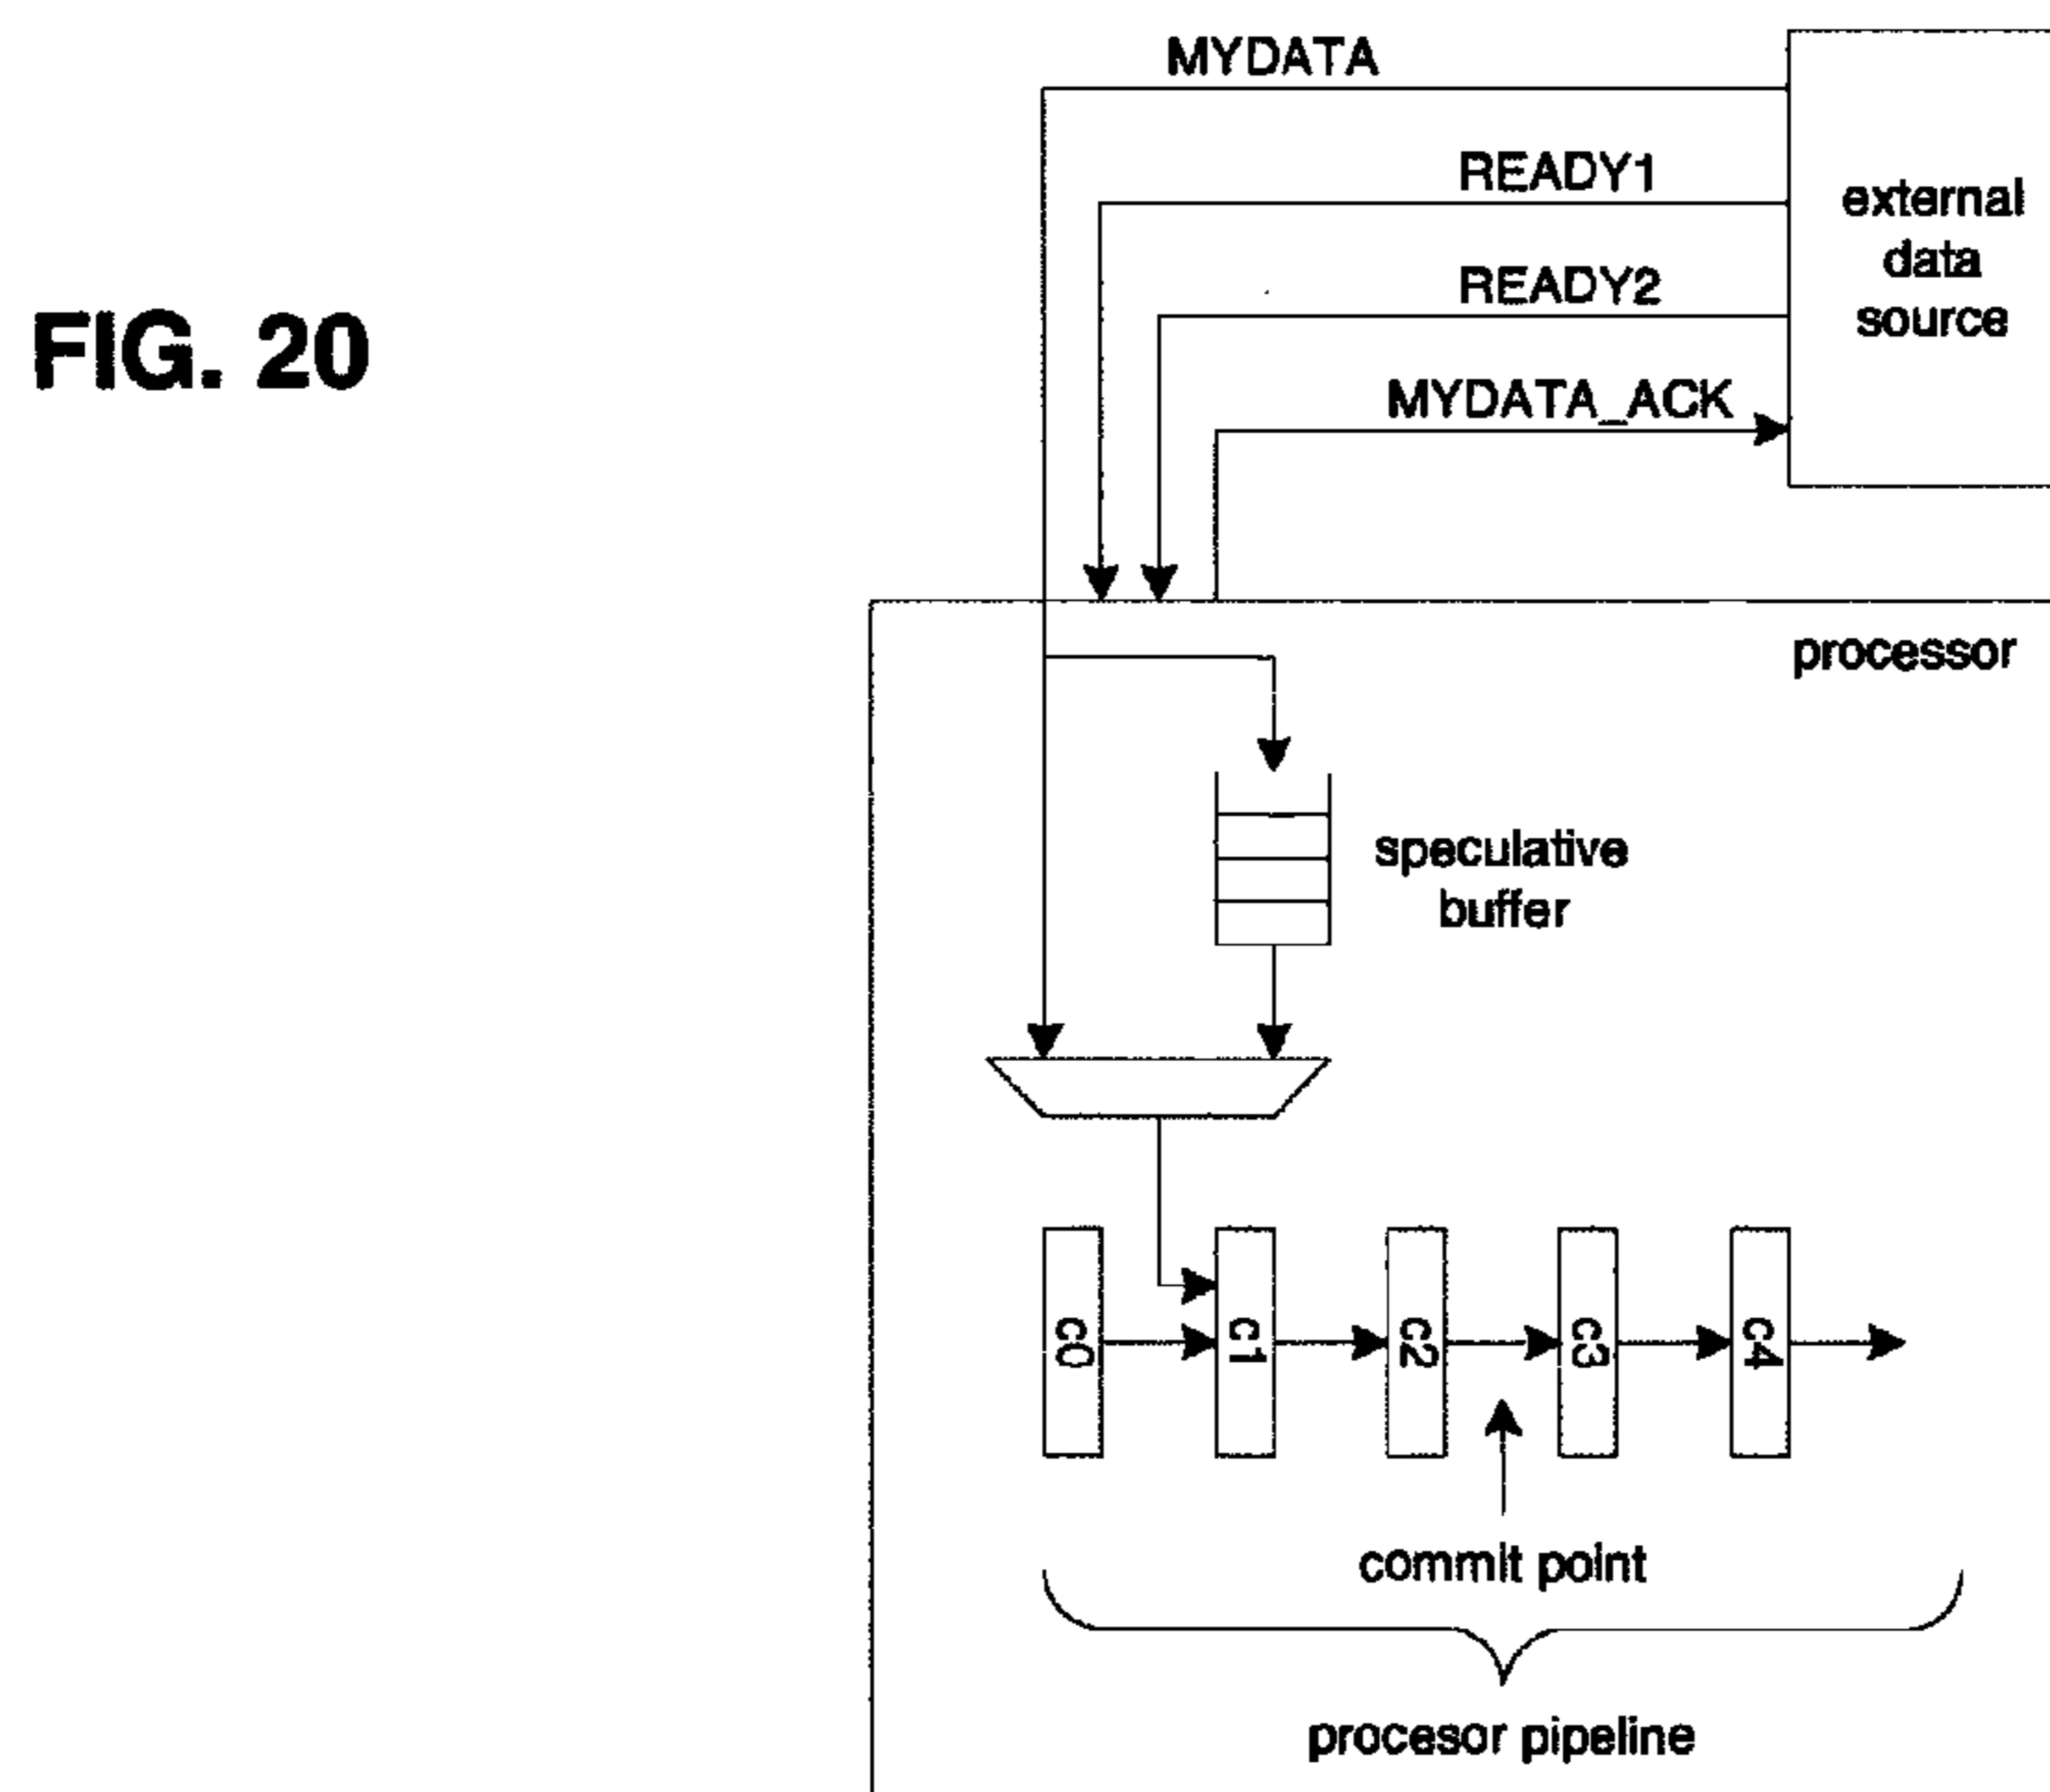 MYDATA
READY1
READY2
MYDATA_ACK
external
data
source
FIG. 20
processor
speculative
buffer
c0
c1
c2
c3
c4
commit point
procesor pipeline